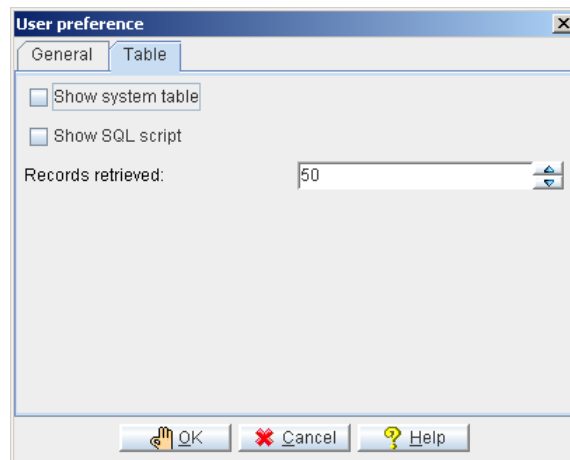 User preference
General Table
Show system table
Show SQL script
Records retrieved: 50
OK Cancel Help